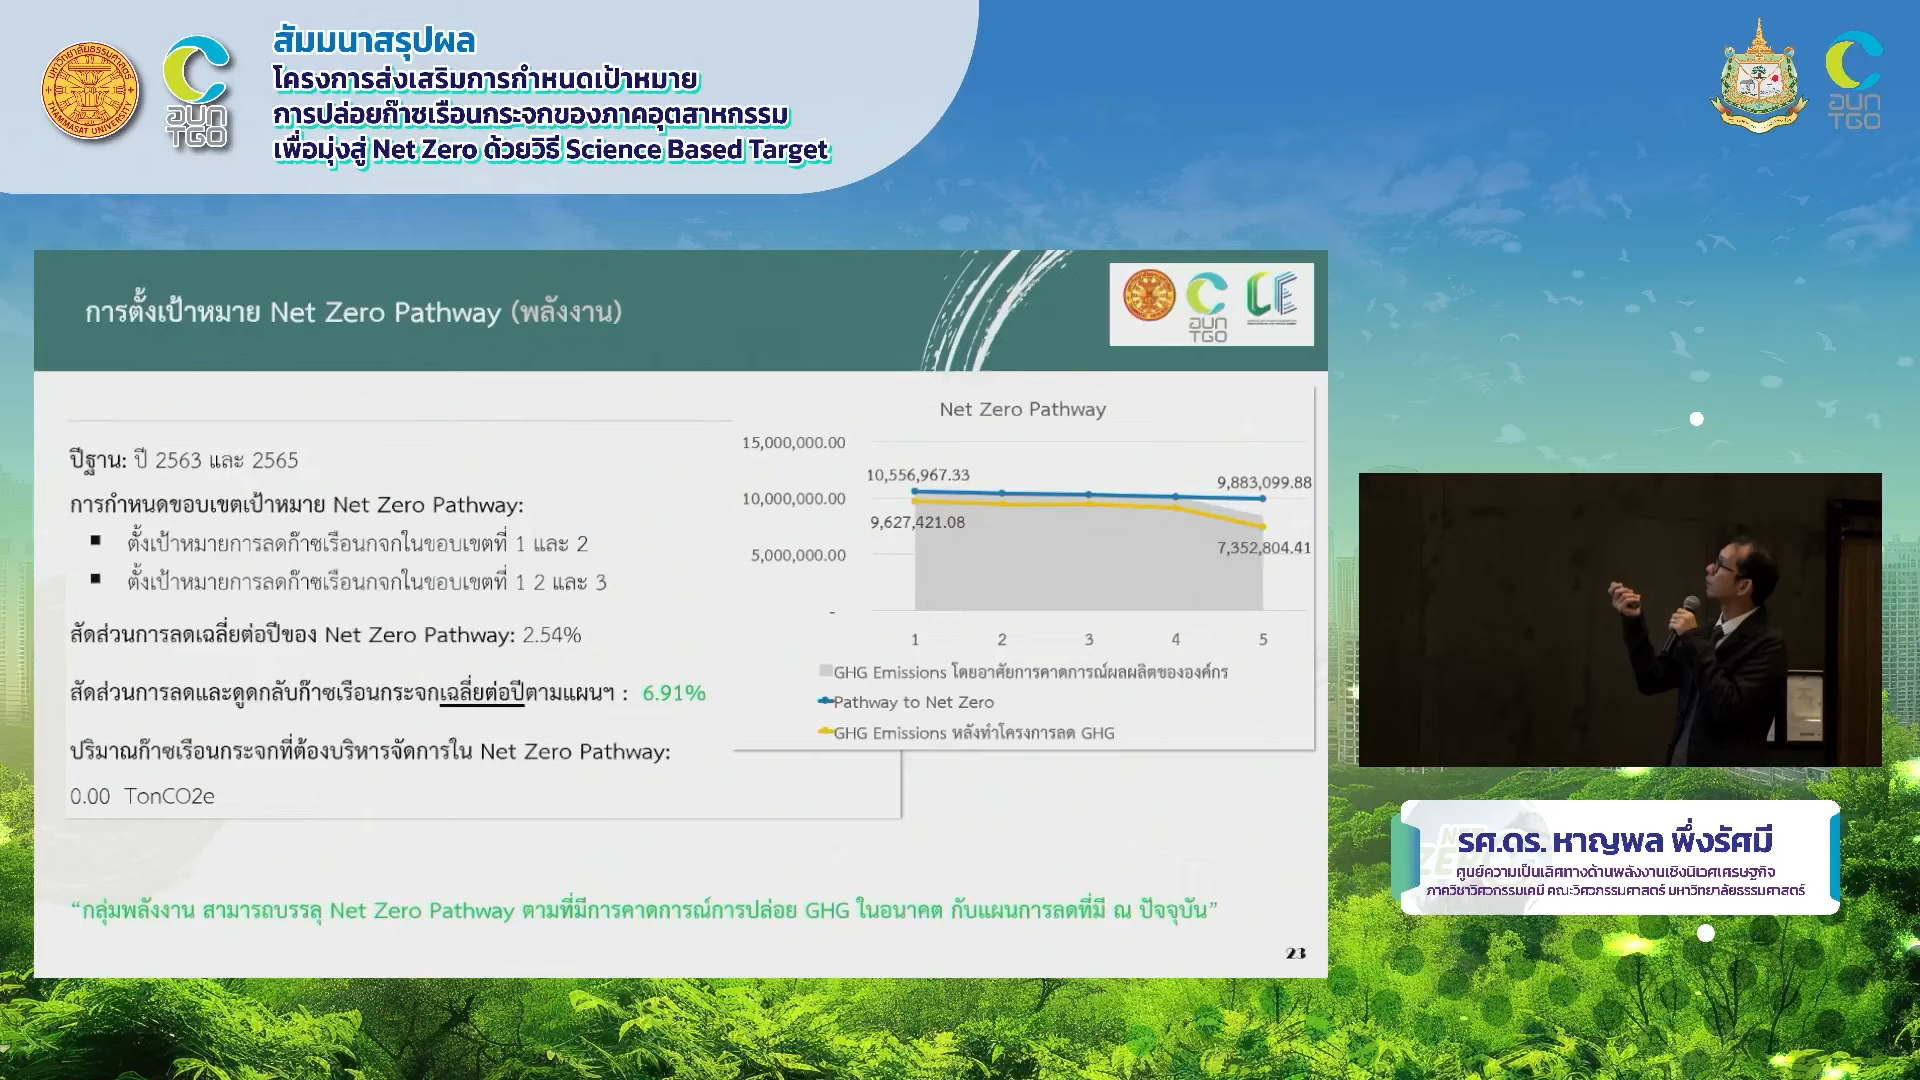 สัมมนาสรุปผล
โครงการส่งเสริมการกำหนดเป้าหมาย
การปล่อยก๊าซเรือนกระจกของภาคอุตสาหกรรม
เพื่อมุ่งสู่ Net Zero ด้วยวิธี Science Based Target
มหาวิทยาลัยธรรมศาสตร์
THAMMASAT UNIVERSITY
อบก
TGO
อบก
TGO
การตั้งเป้าหมาย Net Zero Pathway (พลังงาน)
อบก
TGO
ปีฐาน: ปี 2563 และ 2565
การกำหนดขอบเขตเป้าหมาย Net Zero Pathway:
▪ ตั้งเป้าหมายการลดก๊าซเรือนกจกในขอบเขตที่ 1 และ 2
▪ ตั้งเป้าหมายการลดก๊าซเรือนกจกในขอบเขตที่ 1 2 และ 3
สัดส่วนการลดเฉลี่ยต่อปีของ Net Zero Pathway: 2.54%
สัดส่วนการลดและดูดกลับก๊าซเรือนกระจกเฉลี่ยต่อปีตามแผนฯ : 6.91%
ปริมาณก๊าซเรือนกระจกที่ต้องบริหารจัดการใน Net Zero Pathway:
0.00 TonCO2e
Net Zero Pathway
15,000,000.00
10,000,000.00
5,000,000.00
-
10,556,967.33
9,883,099.88
9,627,421.08
7,352,804.41
1 2 3 4 5
GHG Emissions โดยอาศัยการคาดการณ์ผลผลิตขององค์กร
Pathway to Net Zero
GHG Emissions หลังทำโครงการลด GHG
“กลุ่มพลังงาน สามารถบรรลุ Net Zero Pathway ตามที่มีการคาดการณ์การปล่อย GHG ในอนาคต กับแผนการลดที่มี ณ ปัจจุบัน”
23
รศ.ดร. หาญพล พึ่งรัศมี
ศูนย์ความเป็นเลิศทางด้านพลังงานเชิงนิเวศเศรษฐกิจ
ภาควิชาวิศวกรรมเคมี คณะวิศวกรรมศาสตร์ มหาวิทยาลัยธรรมศาสตร์